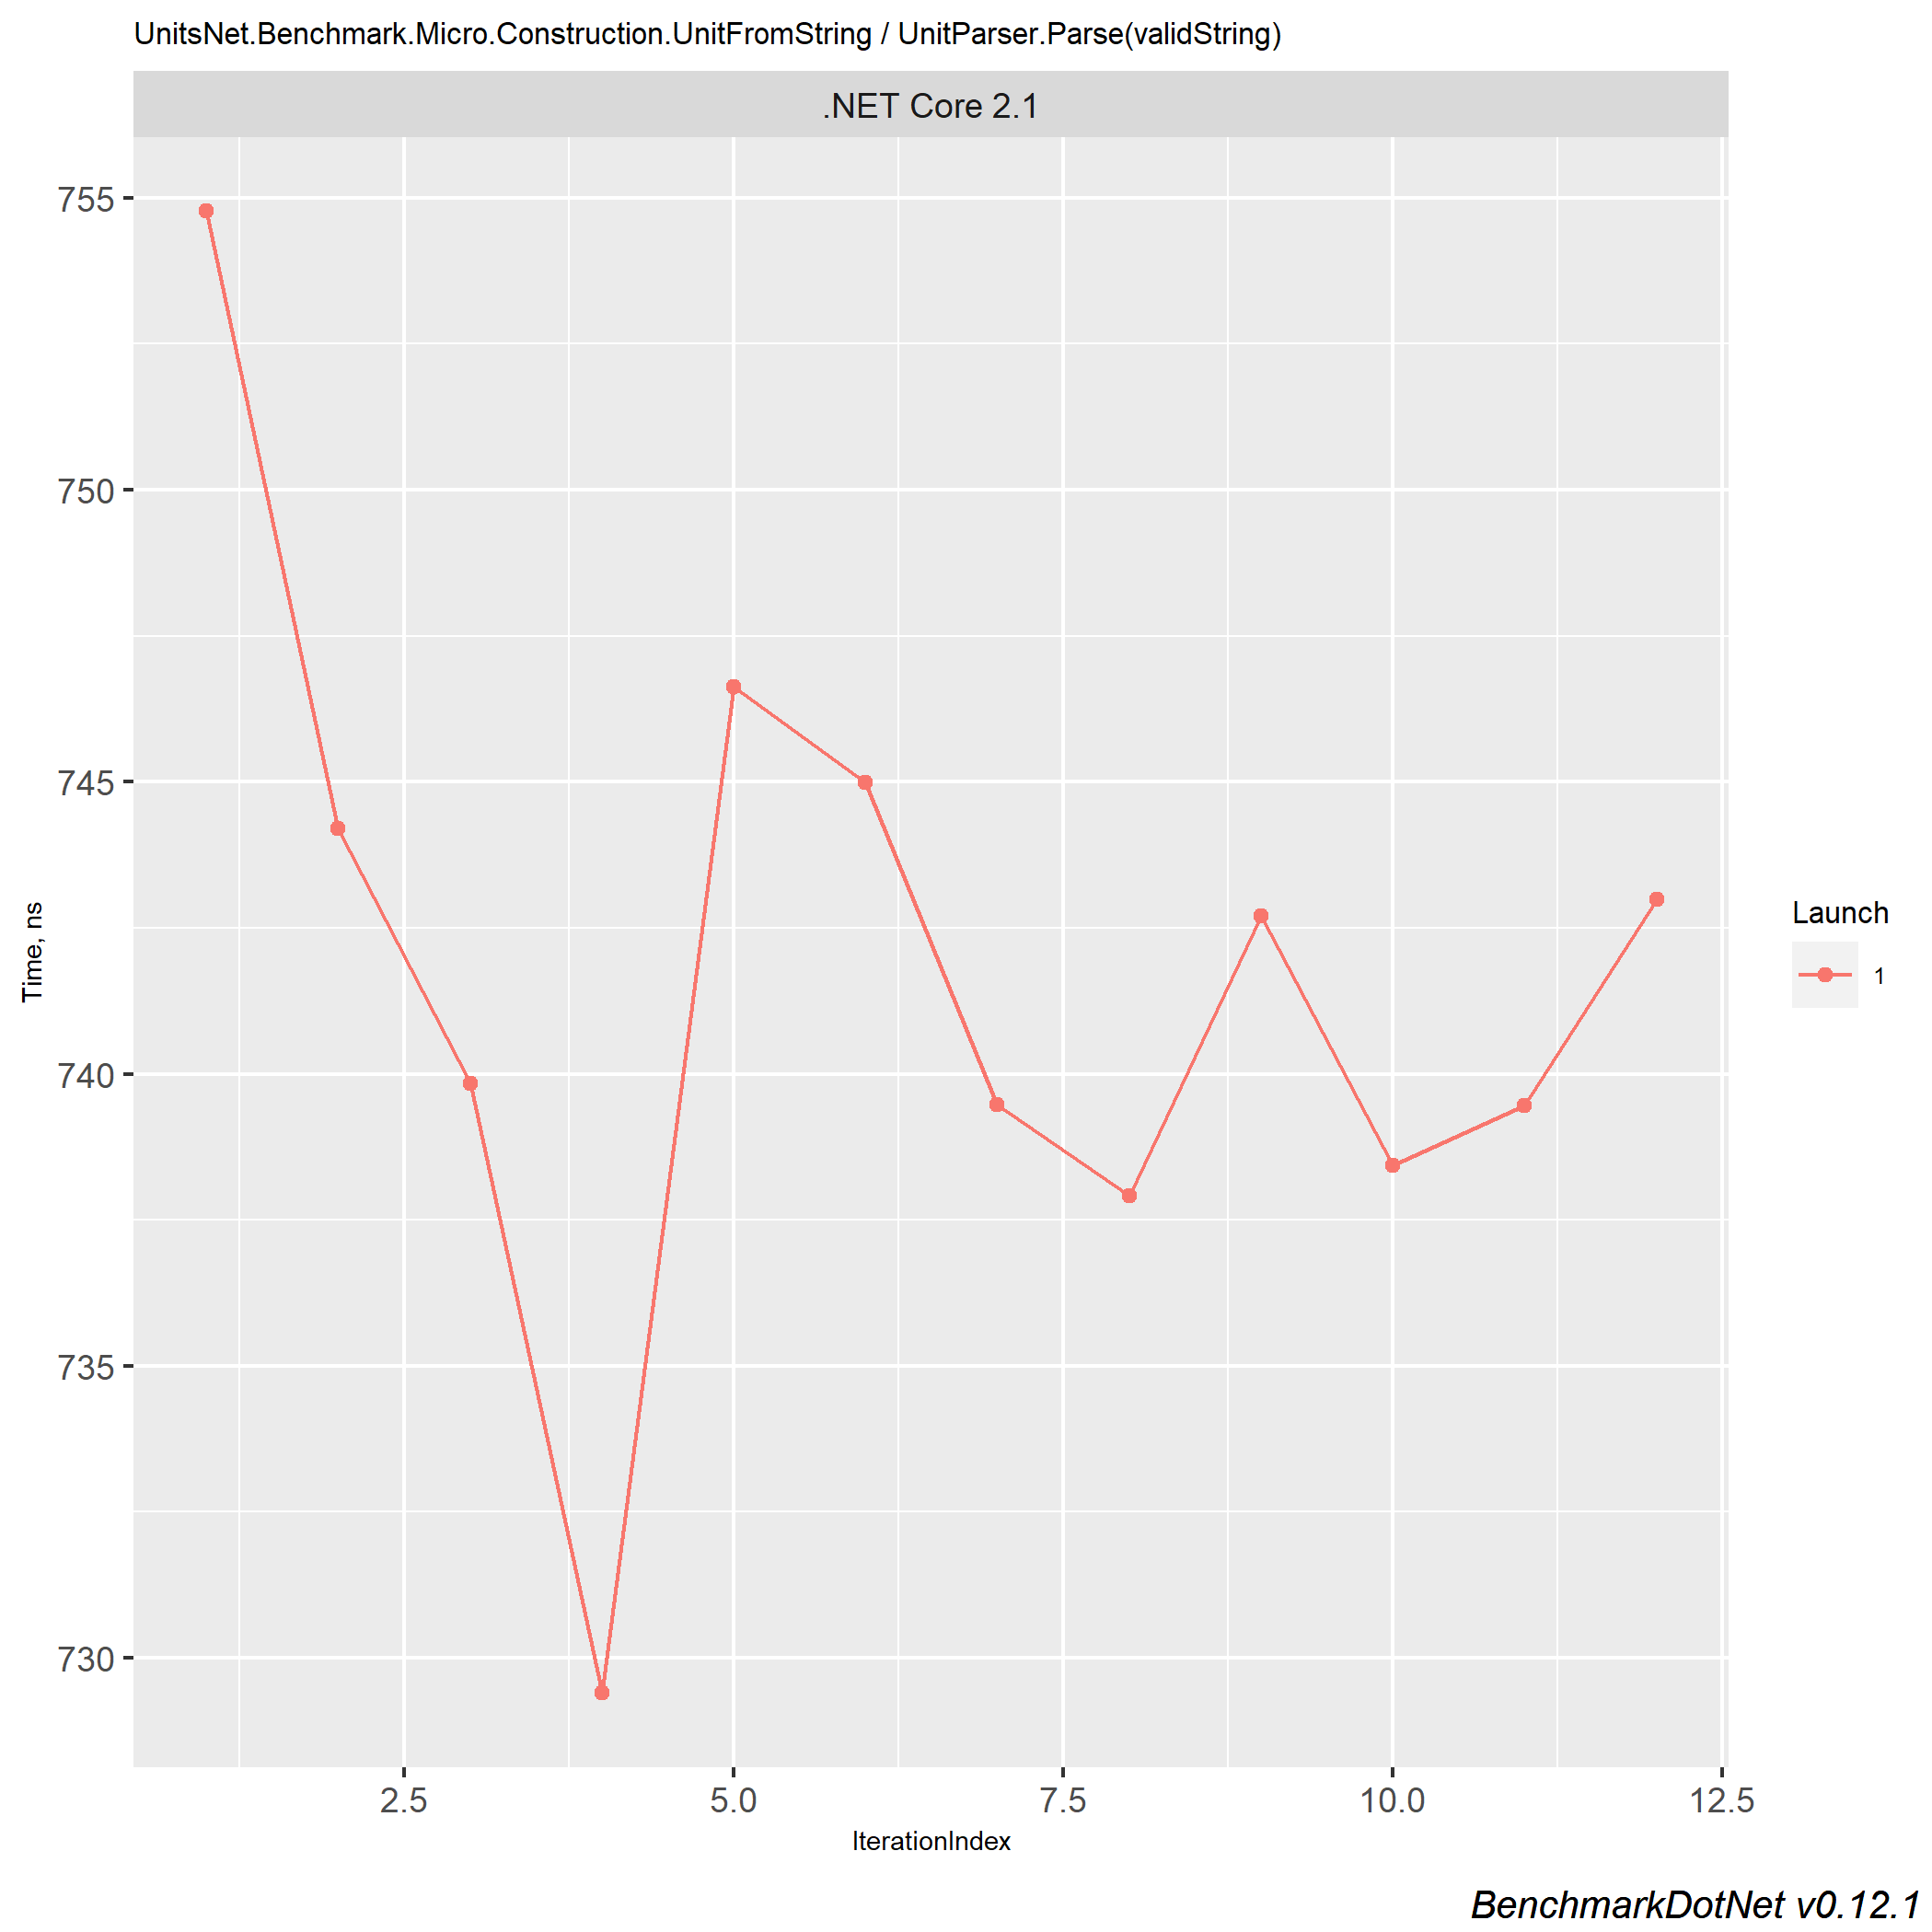 UnitsNet.Benchmark.Micro.Construction.UnitFromString / UnitParser.Parse(validString)
.NET Core 2.1
755
750
745
740
735
730
Time, ns
2.5 5.0 7.5 10.0 12.5
IterationIndex
Launch
1
BenchmarkDotNet v0.12.1